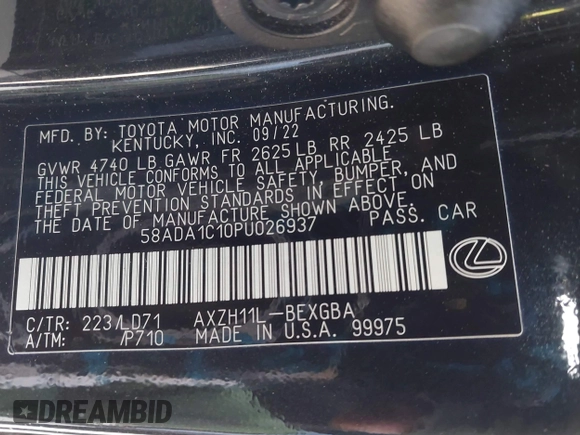 MFD. BY: TOYOTA MOTOR MANUFACTURING.
KENTUCKY, INC. 09/22
GVWR 4740 LB GAWR FR 2625 LB RR 2425 LB
THIS VEHICLE CONFORMS TO ALL APPLICABLE
FEDERAL MOTOR VEHICLE SAFETY, BUMPER, AND
THEFT PREVENTION STANDARDS IN EFFECT ON
THE DATE OF MANUFACTURE SHOWN ABOVE.
58ADA1C10PU026937 PASS. CAR
C/TR: 223/LD71 AXZH11L-BEXGBA
A/TM: /P710 MADE IN U.S.A. 99975
DREAMBID